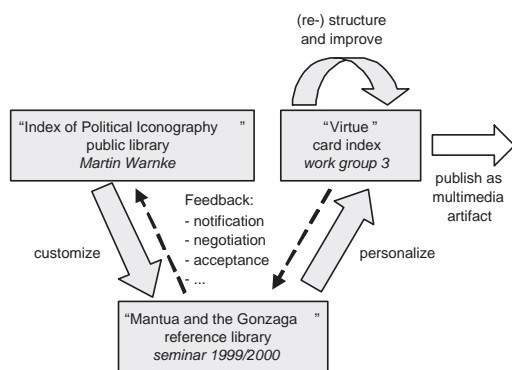 (re-) structure
and improve
“Index of Political Iconography ”
public library
Martin Warnke
“Virtue”
card index
work group 3
publish as
multimedia
artifact
Feedback:
- notification
- negotiation
- acceptance
- ...
customize
personalize
“Mantua and the Gonzaga ”
reference library
seminar 1999/2000